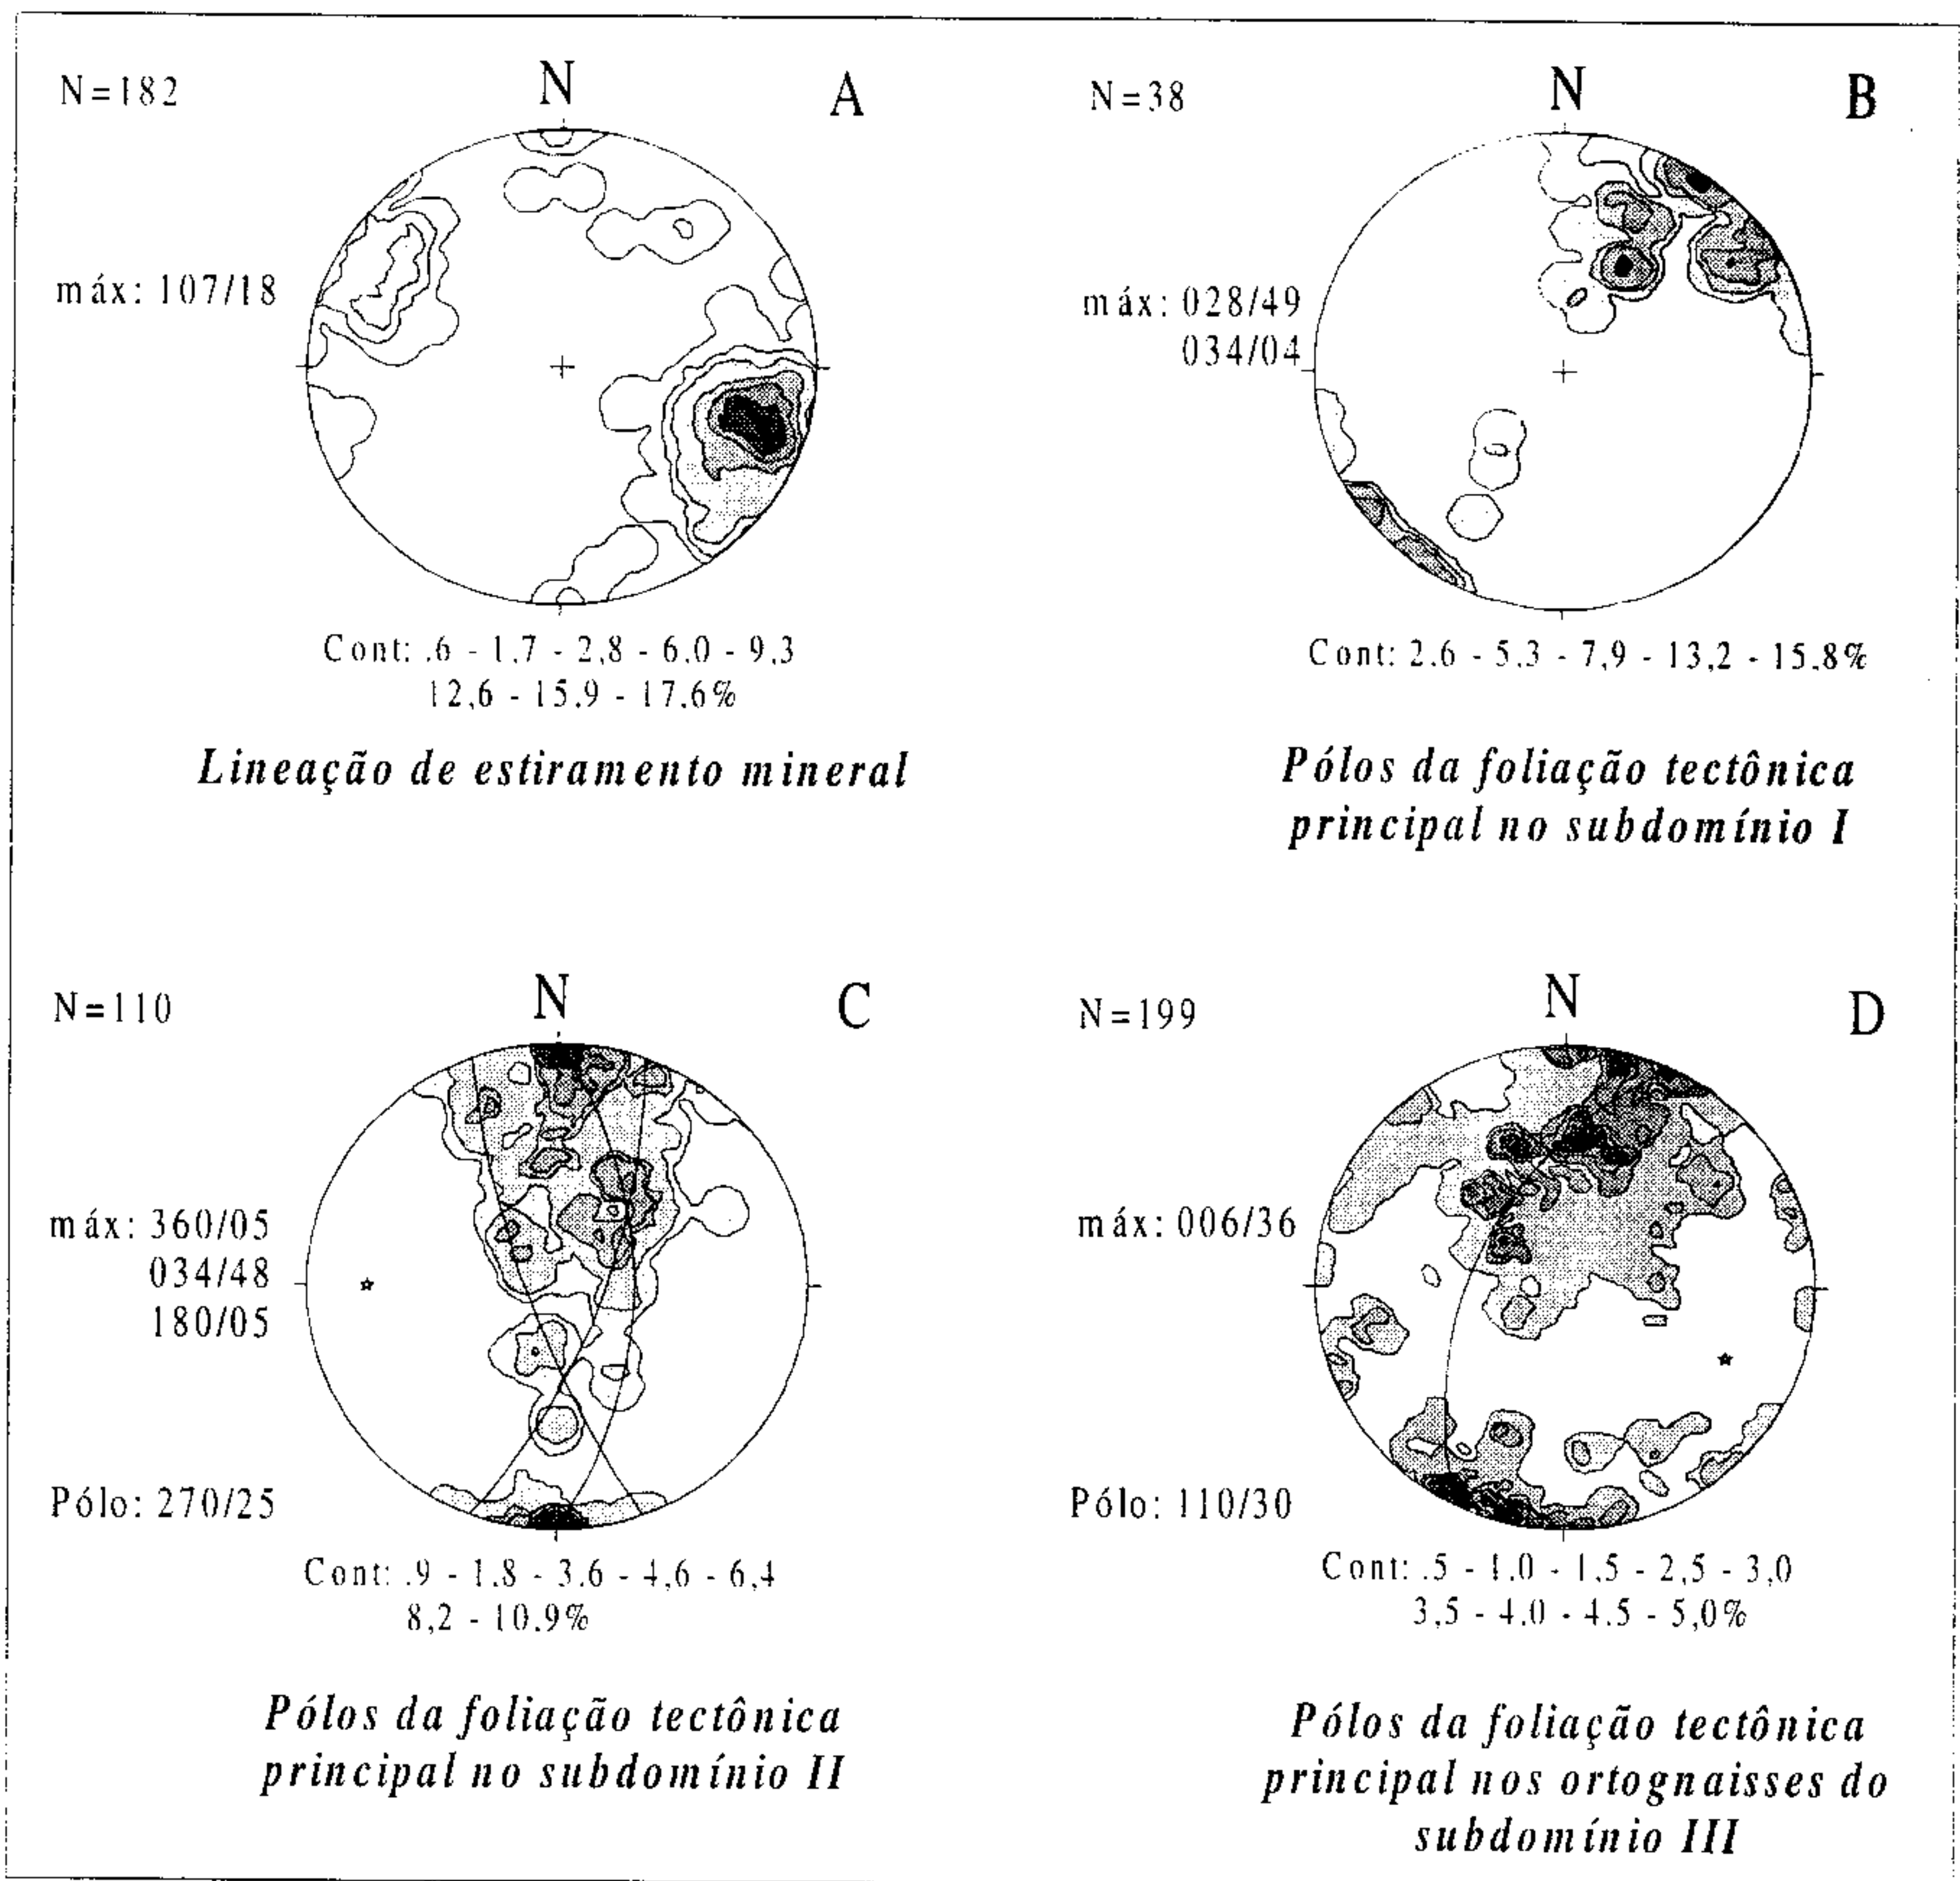 N=182
N
A
máx: 107/18
Cont: .6 - 1,7 - 2,8 - 6,0 - 9,3
12,6 - 15,9 - 17,6%
Lineação de estiramento mineral
N=38
N
B
máx: 028/49
034/04
Cont: 2,6 - 5,3 - 7,9 - 13,2 - 15,8%
Pólos da foliação tectônica
principal no subdomínio I
N=110
N
C
máx: 360/05
034/48
180/05
Pólo: 270/25
Cont: .9 - 1,8 - 3,6 - 4,6 - 6,4
8,2 - 10,9%
Pólos da foliação tectônica
principal no subdomínio II
N=199
N
D
máx: 006/36
Pólo: 110/30
Cont: .5 - 1,0 - 1,5 - 2,5 - 3,0
3,5 - 4,0 - 4,5 - 5,0%
Pólos da foliação tectônica
principal nos ortognaisses do
subdomínio III